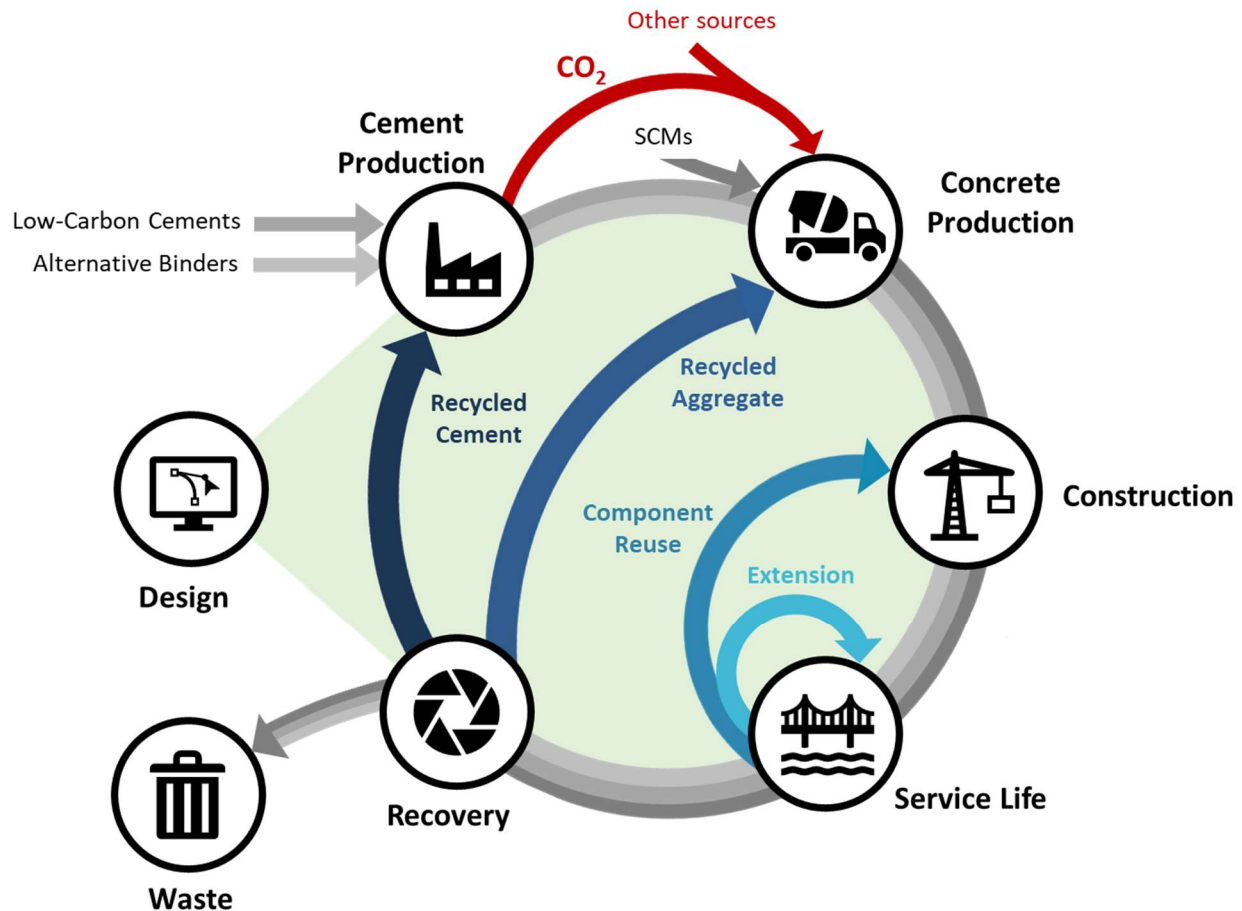 Other sources
CO₂
Cement
Production
SCMs
Concrete
Production
Low-Carbon Cements
Alternative Binders
Recycled
Aggregate
Recycled
Cement
Construction
Component
Reuse
Extension
Design
Service Life
Recovery
Waste